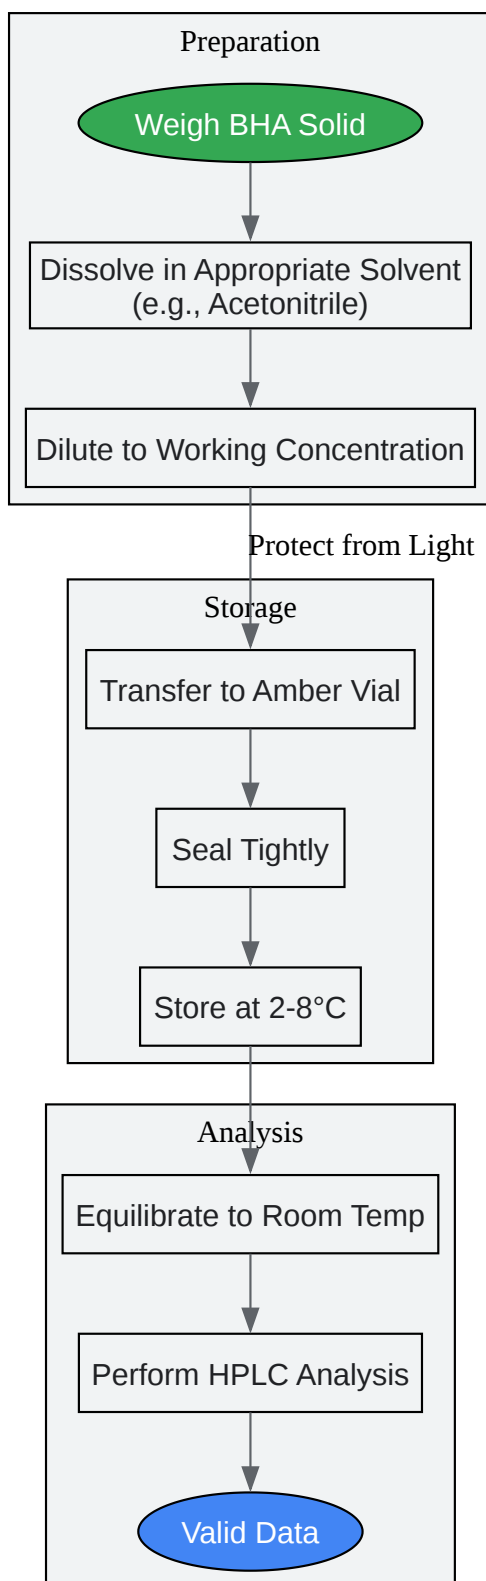 Preparation
Weigh BHA Solid
Dissolve in Appropriate Solvent
(e.g., Acetonitrile)
Dilute to Working Concentration
Protect from Light
Storage
Transfer to Amber Vial
Seal Tightly
Store at 2-8°C
Analysis
Equilibrate to Room Temp
Perform HPLC Analysis
Valid Data